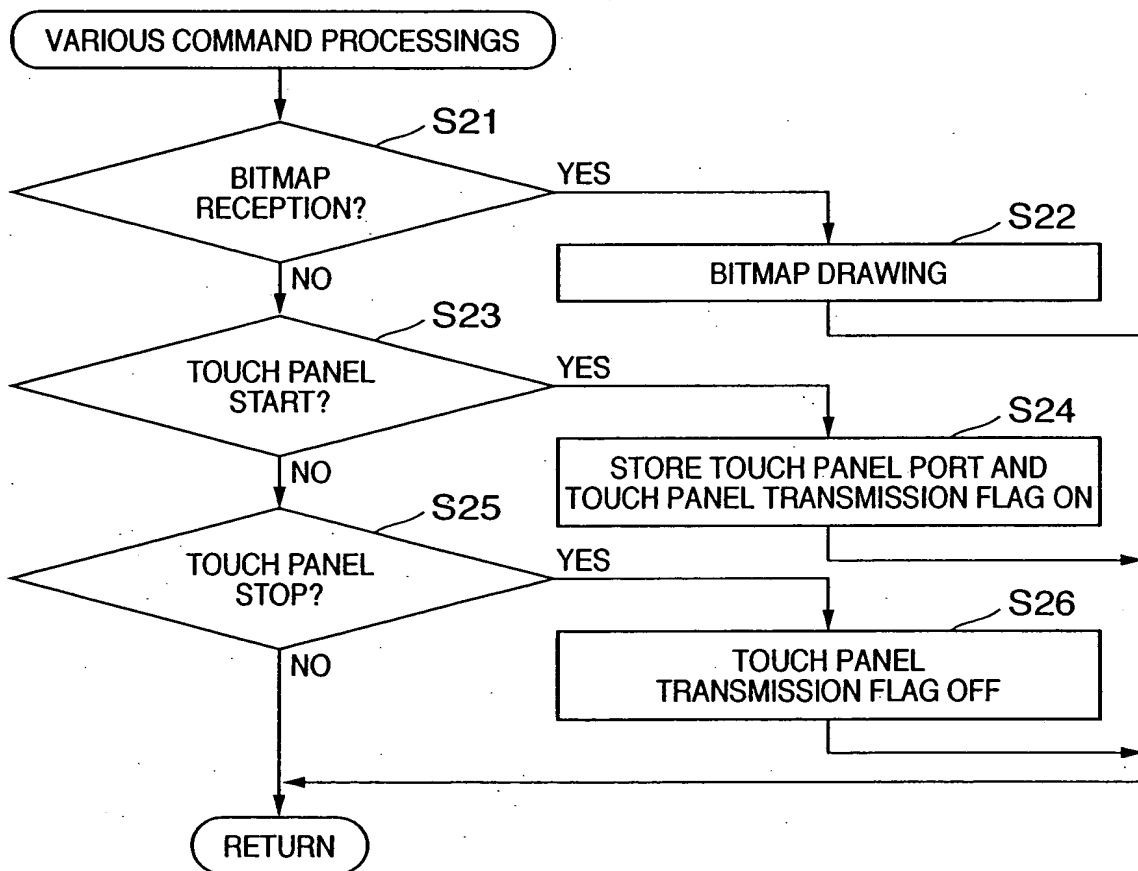 VARIOUS COMMAND PROCESSINGS
S21
BITMAP
RECEPTION?
YES
S22
BITMAP DRAWING
NO
S23
TOUCH PANEL
START?
YES
S24
STORE TOUCH PANEL PORT AND
TOUCH PANEL TRANSMISSION FLAG ON
NO
S25
TOUCH PANEL
STOP?
YES
S26
TOUCH PANEL
TRANSMISSION FLAG OFF
NO
RETURN